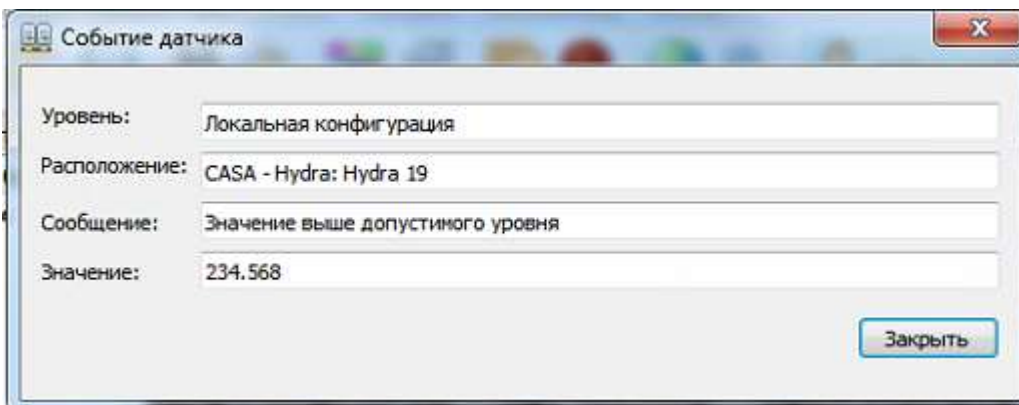 Событие датчика
Уровень: Локальная конфигурация
Расположение: CASA - Hydra: Hydra 19
Сообщение: Значение выше допустимого уровня
Значение: 234.568
Закрыть